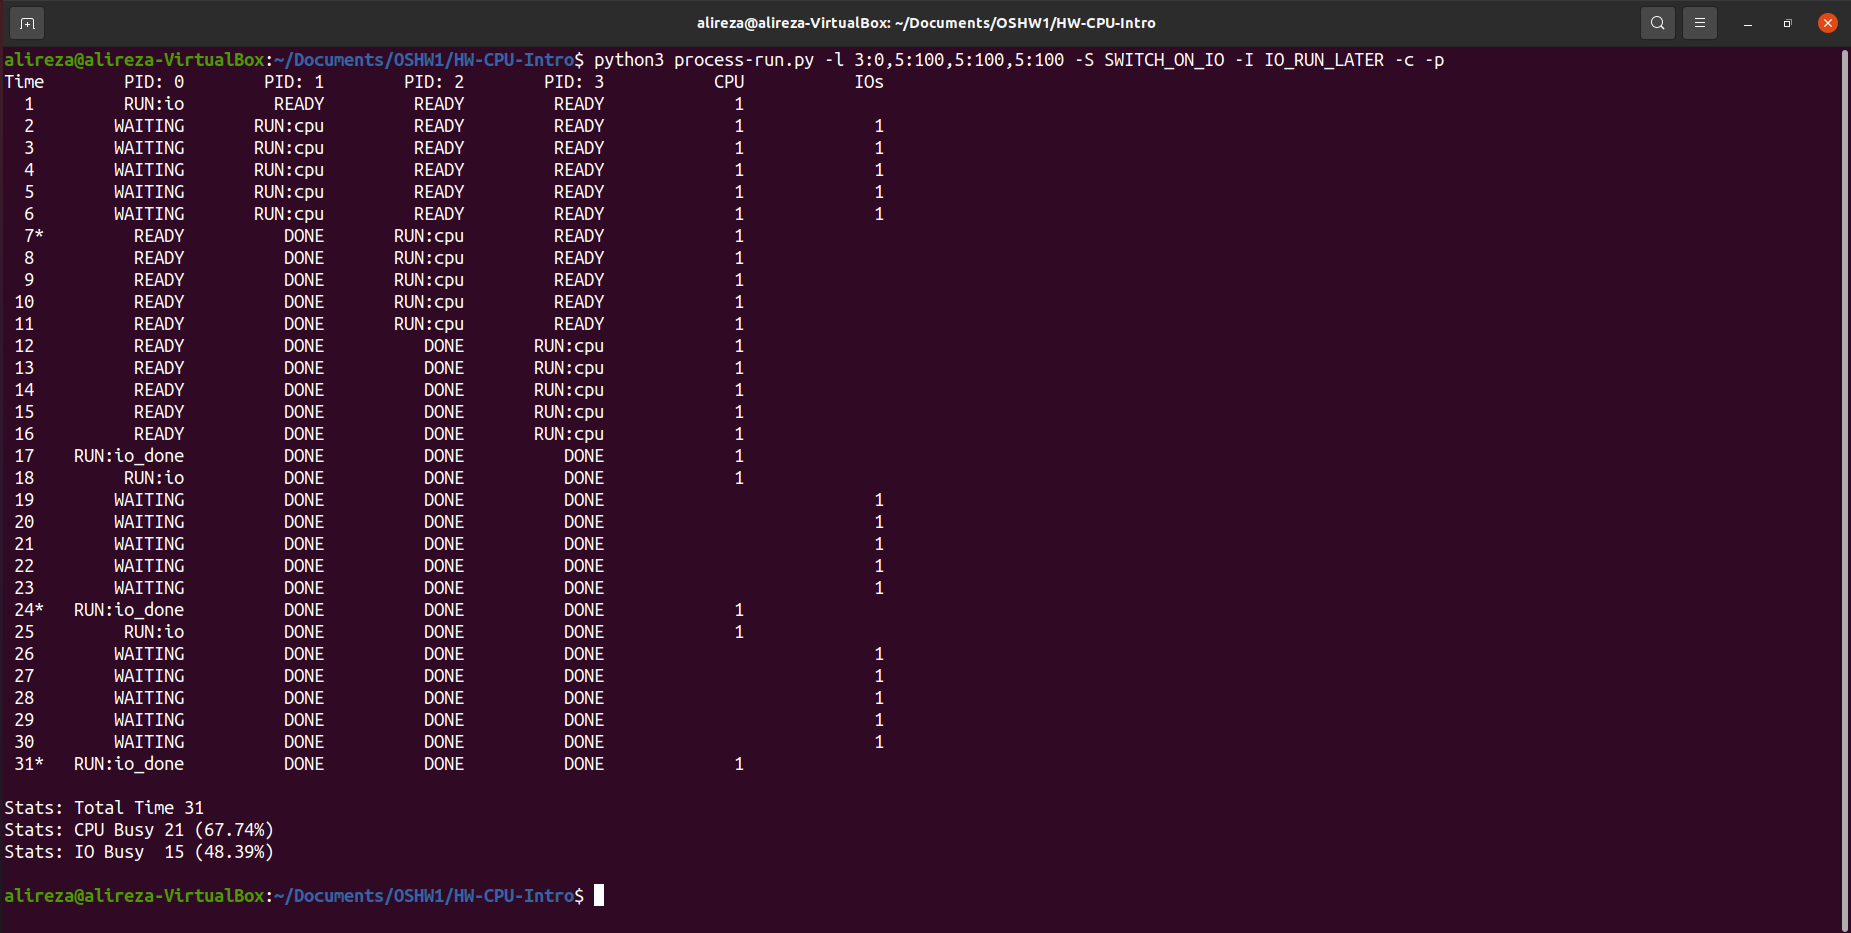 alireza@alireza-VirtualBox: ~/Documents/OSHW1/HW-CPU-Intro
alireza@alireza-VirtualBox:~/Documents/OSHW1/HW-CPU-Intro$ python3 process-run.py -l 3:0,5:100,5:100,5:100 -S SWITCH_ON_IO -I IO_RUN_LATER -c -p
Time PID: 0 PID: 1 PID: 2 PID: 3 CPU IOs
1 RUN:io READY READY READY 1
2 WAITING RUN:cpu READY READY 1 1
3 WAITING RUN:cpu READY READY 1 1
4 WAITING RUN:cpu READY READY 1 1
5 WAITING RUN:cpu READY READY 1 1
6 WAITING RUN:cpu READY READY 1 1
7* READY DONE RUN:cpu READY 1
8 READY DONE RUN:cpu READY 1
9 READY DONE RUN:cpu READY 1
10 READY DONE RUN:cpu READY 1
11 READY DONE RUN:cpu READY 1
12 READY DONE DONE RUN:cpu 1
13 READY DONE DONE RUN:cpu 1
14 READY DONE DONE RUN:cpu 1
15 READY DONE DONE RUN:cpu 1
16 READY DONE DONE RUN:cpu 1
17 RUN:io_done DONE DONE DONE 1
18 RUN:io DONE DONE DONE 1
19 WAITING DONE DONE DONE 1
20 WAITING DONE DONE DONE 1
21 WAITING DONE DONE DONE 1
22 WAITING DONE DONE DONE 1
23 WAITING DONE DONE DONE 1
24* RUN:io_done DONE DONE DONE 1
25 RUN:io DONE DONE DONE 1
26 WAITING DONE DONE DONE 1
27 WAITING DONE DONE DONE 1
28 WAITING DONE DONE DONE 1
29 WAITING DONE DONE DONE 1
30 WAITING DONE DONE DONE 1
31* RUN:io_done DONE DONE DONE 1
Stats: Total Time 31
Stats: CPU Busy 21 (67.74%)
Stats: IO Busy  15 (48.39%)
alireza@alireza-VirtualBox:~/Documents/OSHW1/HW-CPU-Intro$